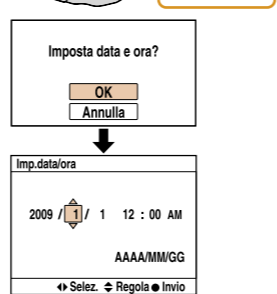 Imposta data e ora?
OK
Annulla
Imp.data/ora
2009 / 1 / 1 12 : 00 AM
AAAA/MM/GG
Selez. Regola Invio